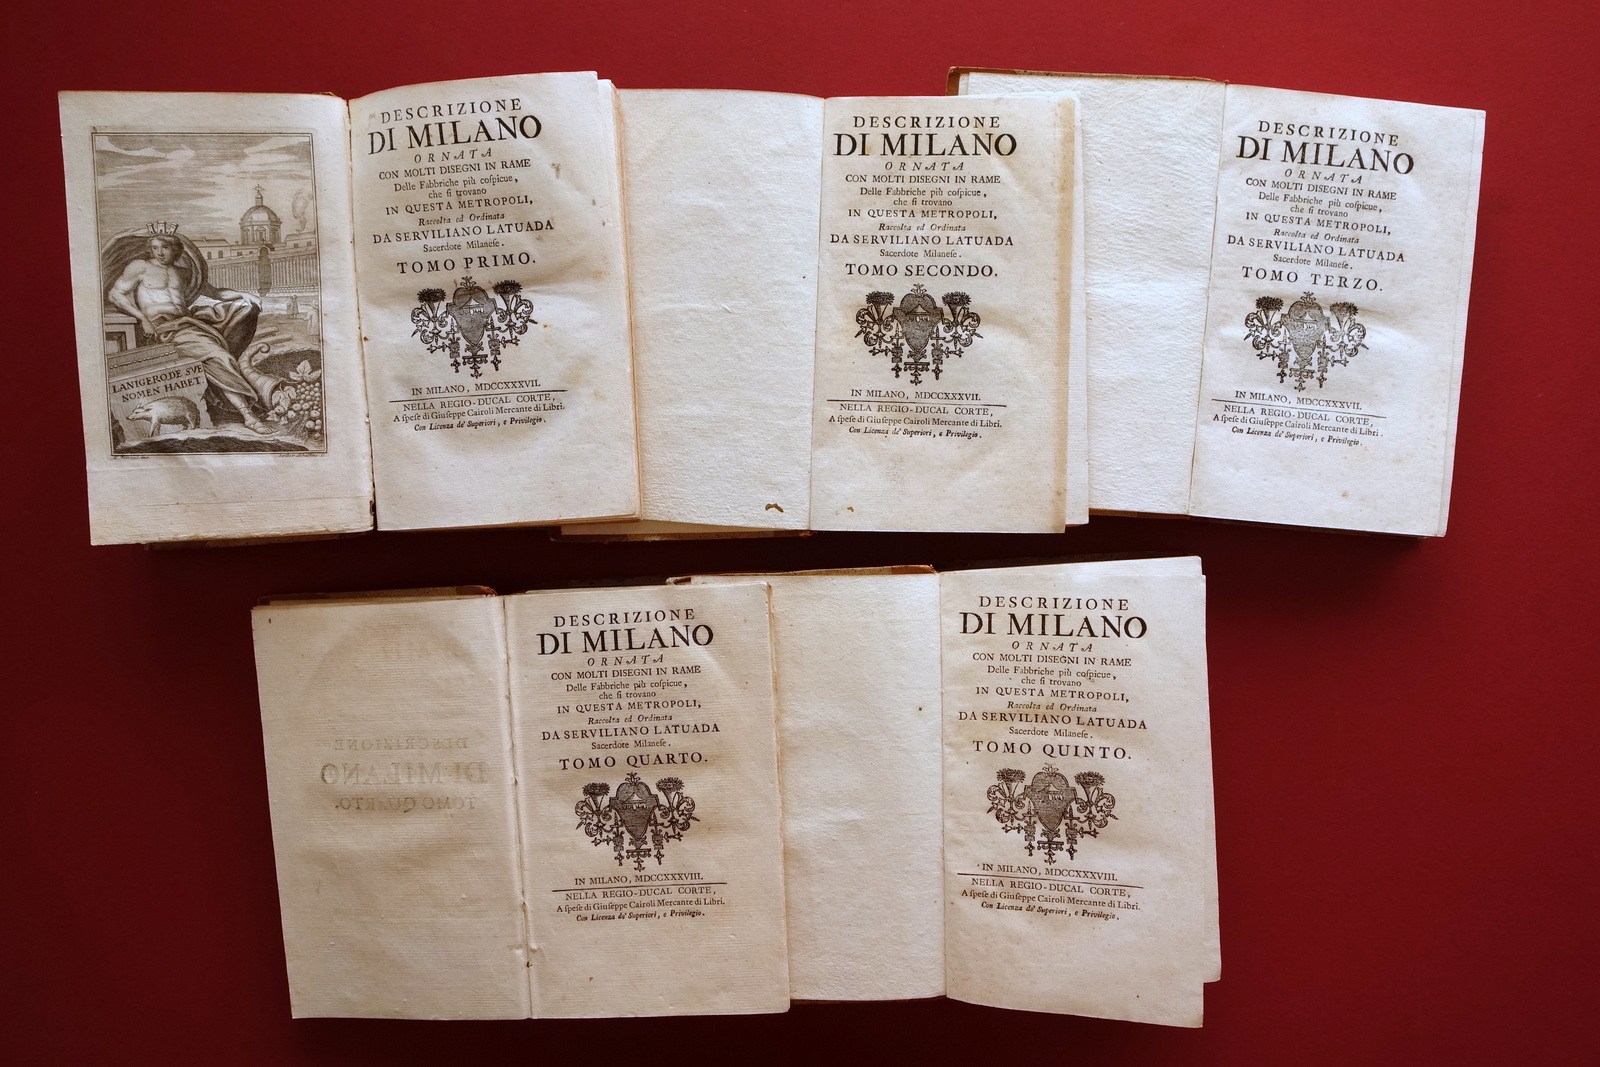 LANIGERO DE SVE
NOMEN HABET
DESCRIZIONE
DI MILANO
ORNATA
CON MOLTI DISEGNI IN RAME
Delle Fabbriche più coſpicue,
che ſi trovano
IN QUESTA METROPOLI,
Raccolta ed Ordinata
DA SERVILIANO LATUADA
Sacerdote Milaneſe.
TOMO PRIMO.
IN MILANO, MDCCXXXVII.
NELLA REGIO-DUCAL CORTE,
A ſpeſe di Giuſeppe Cairoli Mercante di Libri.
Con Licenza de' Superiori, e Privilegio.
DESCRIZIONE
DI MILANO
ORNATA
CON MOLTI DISEGNI IN RAME
Delle Fabbriche più coſpicue,
che ſi trovano
IN QUESTA METROPOLI,
Raccolta ed Ordinata
DA SERVILIANO LATUADA
Sacerdote Milaneſe.
TOMO SECONDO.
IN MILANO, MDCCXXXVII.
NELLA REGIO-DUCAL CORTE,
A ſpeſe di Giuſeppe Cairoli Mercante di Libri.
Con Licenza de' Superiori, e Privilegio.
DESCRIZIONE
DI MILANO
ORNATA
CON MOLTI DISEGNI IN RAME
Delle Fabbriche più coſpicue,
che ſi trovano
IN QUESTA METROPOLI,
Raccolta ed Ordinata
DA SERVILIANO LATUADA
Sacerdote Milaneſe.
TOMO TERZO.
IN MILANO, MDCCXXXVII.
NELLA REGIO-DUCAL CORTE,
A ſpeſe di Giuſeppe Cairoli Mercante di Libri.
Con Licenza de' Superiori, e Privilegio.
DESCRIZIONE
DI MILANO
TOMO QUARTO.
DESCRIZIONE
DI MILANO
ORNATA
CON MOLTI DISEGNI IN RAME
Delle Fabbriche più coſpicue,
che ſi trovano
IN QUESTA METROPOLI,
Raccolta ed Ordinata
DA SERVILIANO LATUADA
Sacerdote Milaneſe.
TOMO QUARTO.
IN MILANO, MDCCXXXVIII.
NELLA REGIO-DUCAL CORTE,
A ſpeſe di Giuſeppe Cairoli Mercante di Libri.
Con Licenza de' Superiori, e Privilegio.
DESCRIZIONE
DI MILANO
ORNATA
CON MOLTI DISEGNI IN RAME
Delle Fabbriche più coſpicue,
che ſi trovano
IN QUESTA METROPOLI,
Raccolta ed Ordinata
DA SERVILIANO LATUADA
Sacerdote Milaneſe.
TOMO QUINTO.
IN MILANO, MDCCXXXVIII.
NELLA REGIO-DUCAL CORTE,
A ſpeſe di Giuſeppe Cairoli Mercante di Libri.
Con Licenza de' Superiori, e Privilegio.